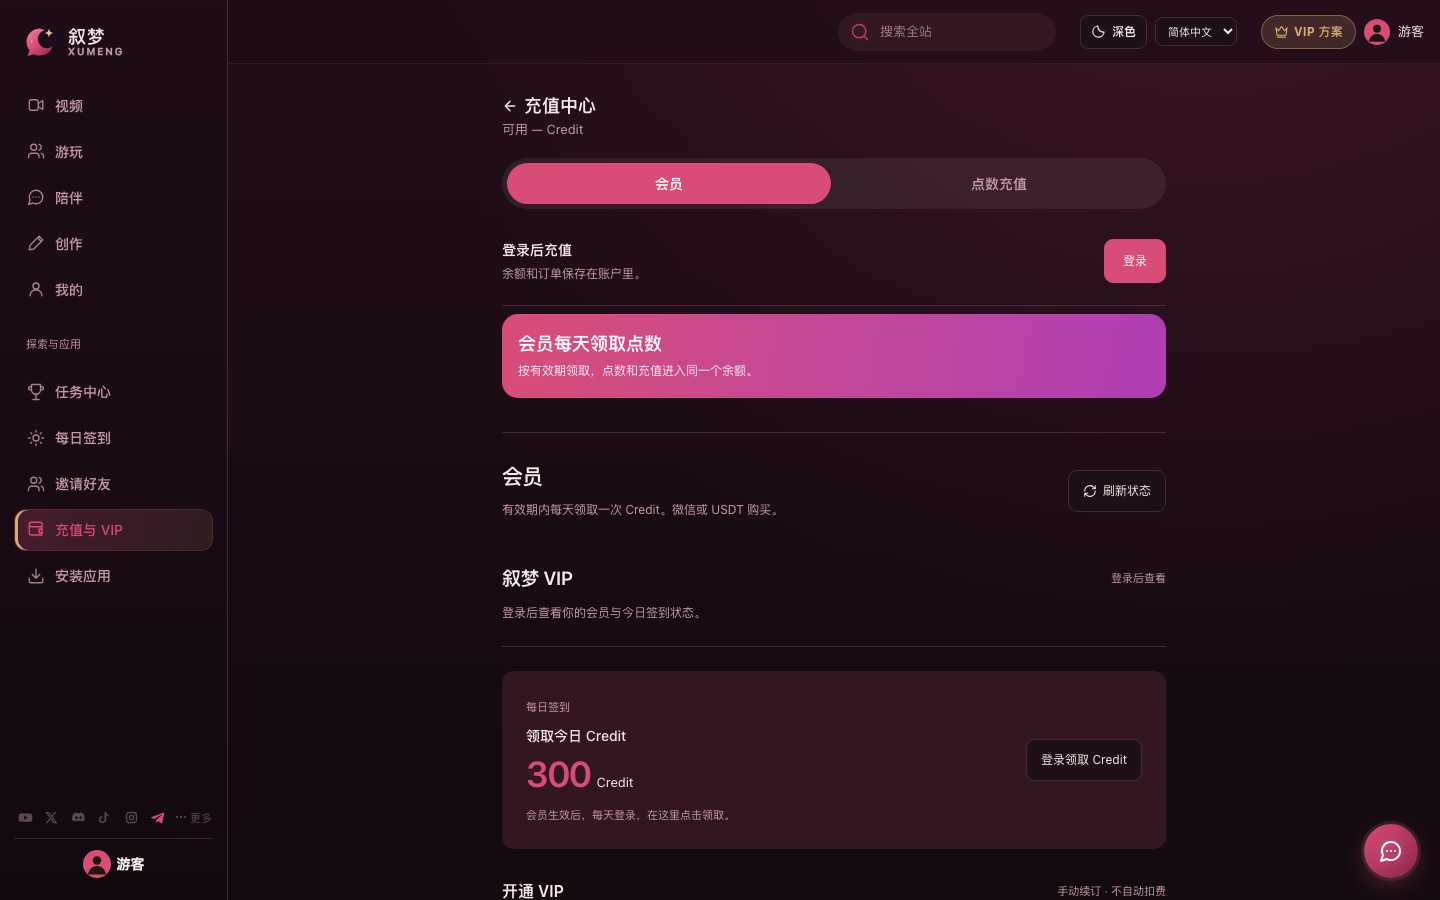 叙梦
XUMENG
搜索全站
深色
简体中文
VIP 方案
游客
视频
游玩
陪伴
创作
我的
探索与应用
任务中心
每日签到
邀请好友
充值与 VIP
安装应用
更多
游客
充值中心
可用 — Credit
会员
点数充值
登录后充值
余额和订单保存在账户里。
登录
会员每天领取点数
按有效期领取，点数和充值进入同一个余额。
会员
有效期内每天领取一次 Credit。微信或 USDT 购买。
刷新状态
叙梦 VIP
登录后查看
登录后查看你的会员与今日签到状态。
每日签到
领取今日 Credit
300 Credit
登录领取 Credit
会员生效后，每天登录，在这里点击领取。
开通 VIP
手动续订 · 不自动扣费